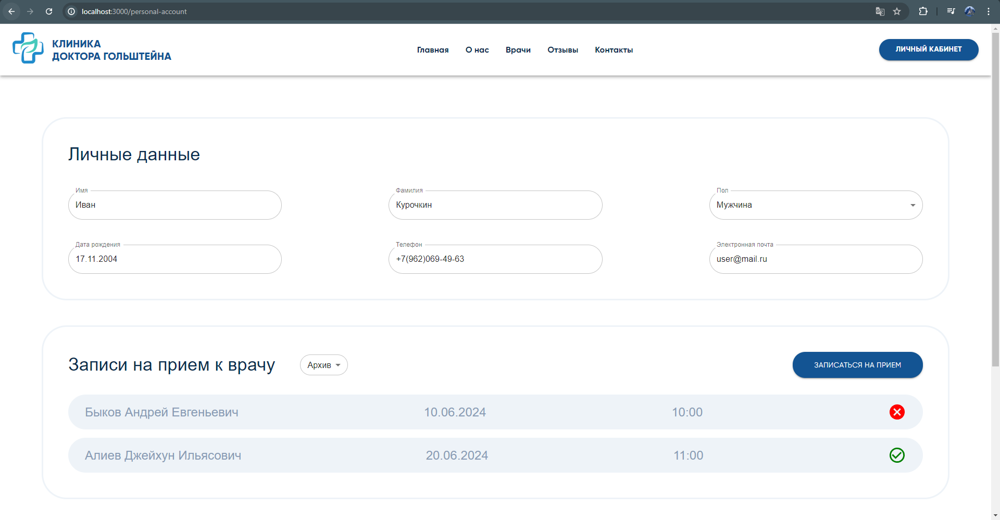 localhost:3000/personal-account
КЛИНИКА
ДОКТОРА ГОЛЬШТЕЙНА
Главная О нас Врачи Отзывы Контакты
ЛИЧНЫЙ КАБИНЕТ
Личные данные
Имя Фамилия Пол
Иван Курочкин Мужчина
Дата рождения Телефон Электронная почта
17.11.2004 +7(962)069-49-63 user@mail.ru
Записи на прием к врачу Архив ЗАПИСАТЬСЯ НА ПРИЕМ
Быков Андрей Евгеньевич 10.06.2024 10:00
Алиев Джейхун Ильясович 20.06.2024 11:00